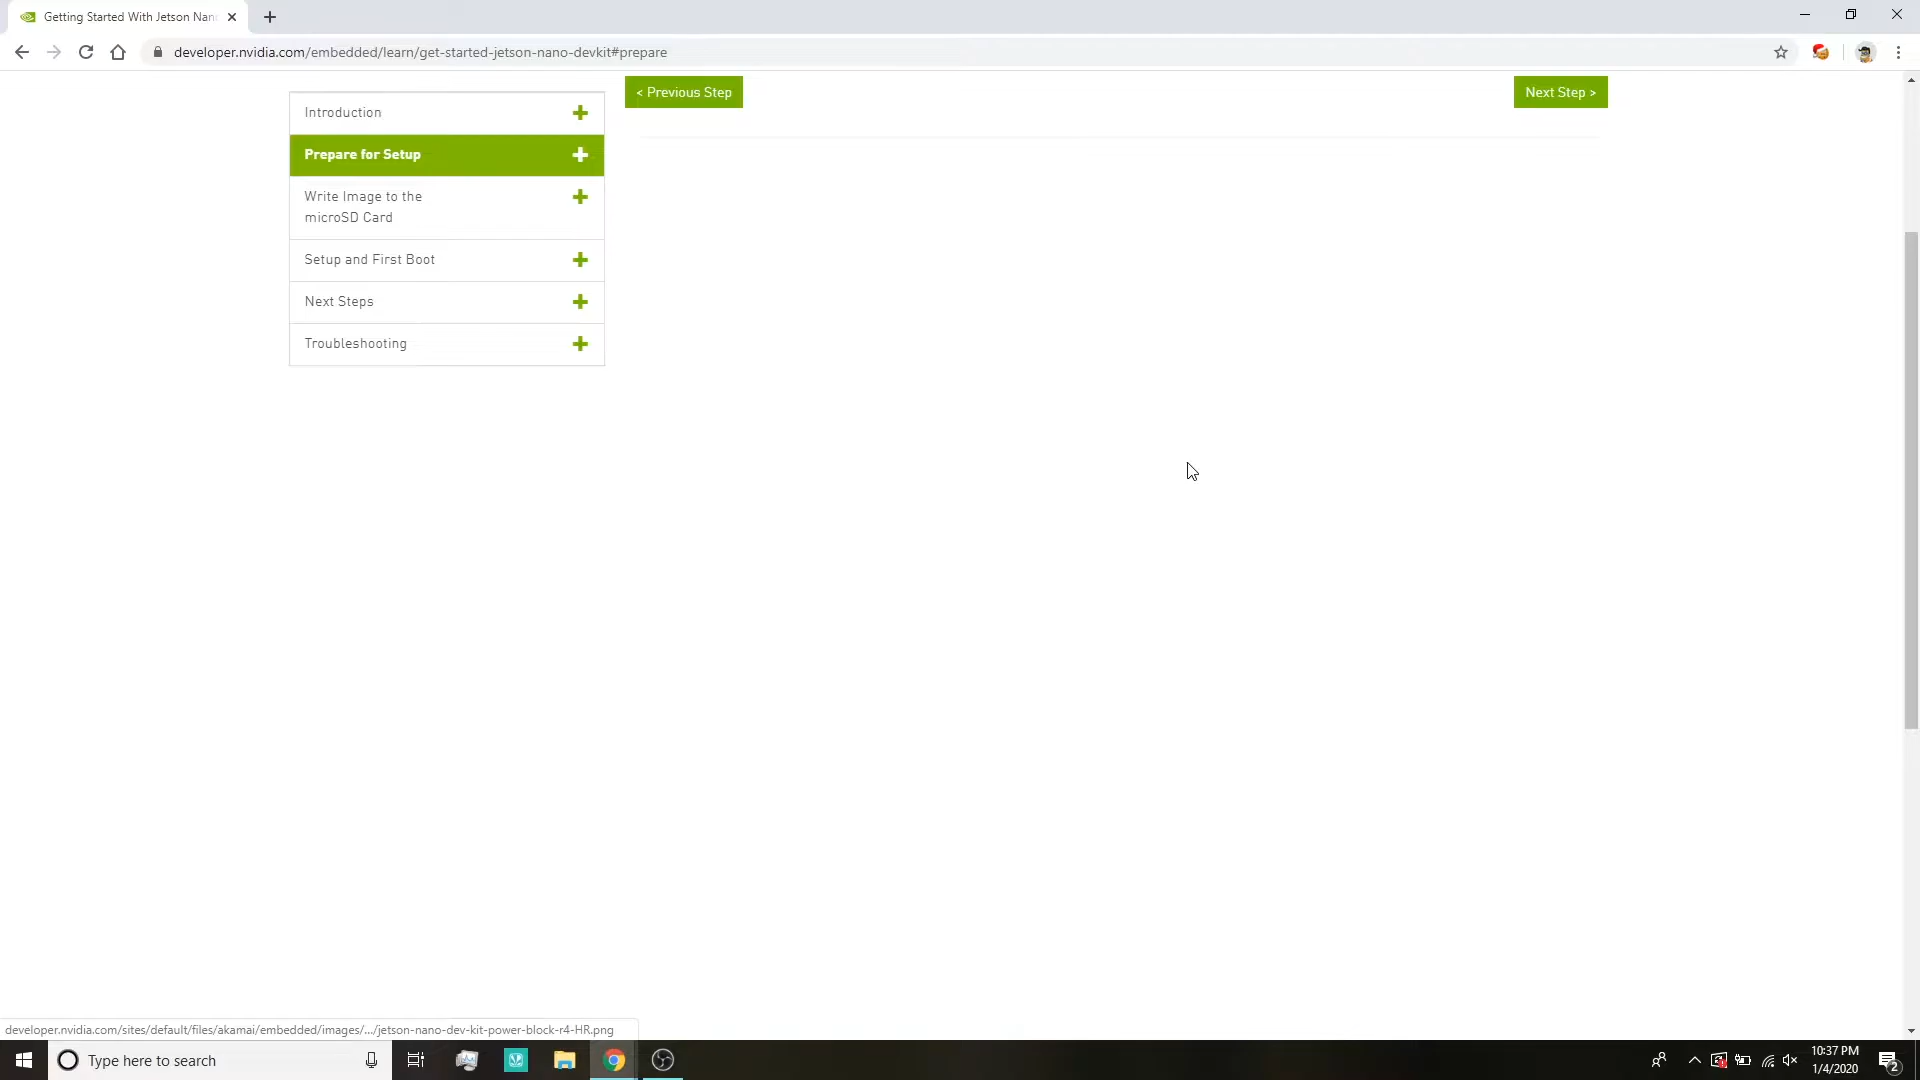 Getting Started With Jetson Nan
developer.nvidia.com/embedded/learn/get-started-jetson-nano-devkit#prepare
< Previous Step
Next Step >
Introduction
Prepare for Setup
Write Image to the
microSD Card
Setup and First Boot
Next Steps
Troubleshooting
developer.nvidia.com/sites/default/files/akamai/embedded/images/.../jetson-nano-dev-kit-power-block-r4-HR.png
Type here to search
10:37 PM
1/4/2020
2